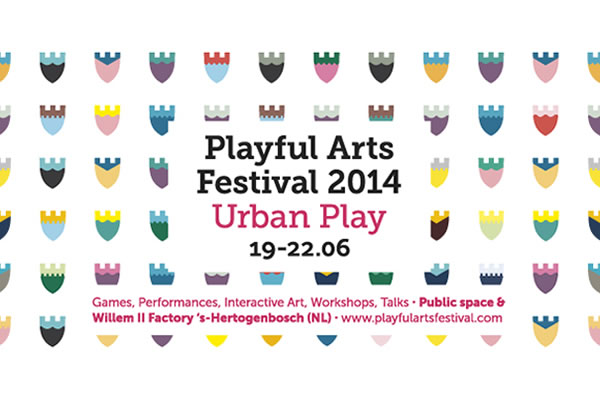 Playful Arts
Festival 2014
Urban Play
19-22.06
Games, Performances, Interactive Art, Workshops, Talks • Public space &
Willem II Factory ’s-Hertogenbosch (NL) • www.playfulartsfestival.com